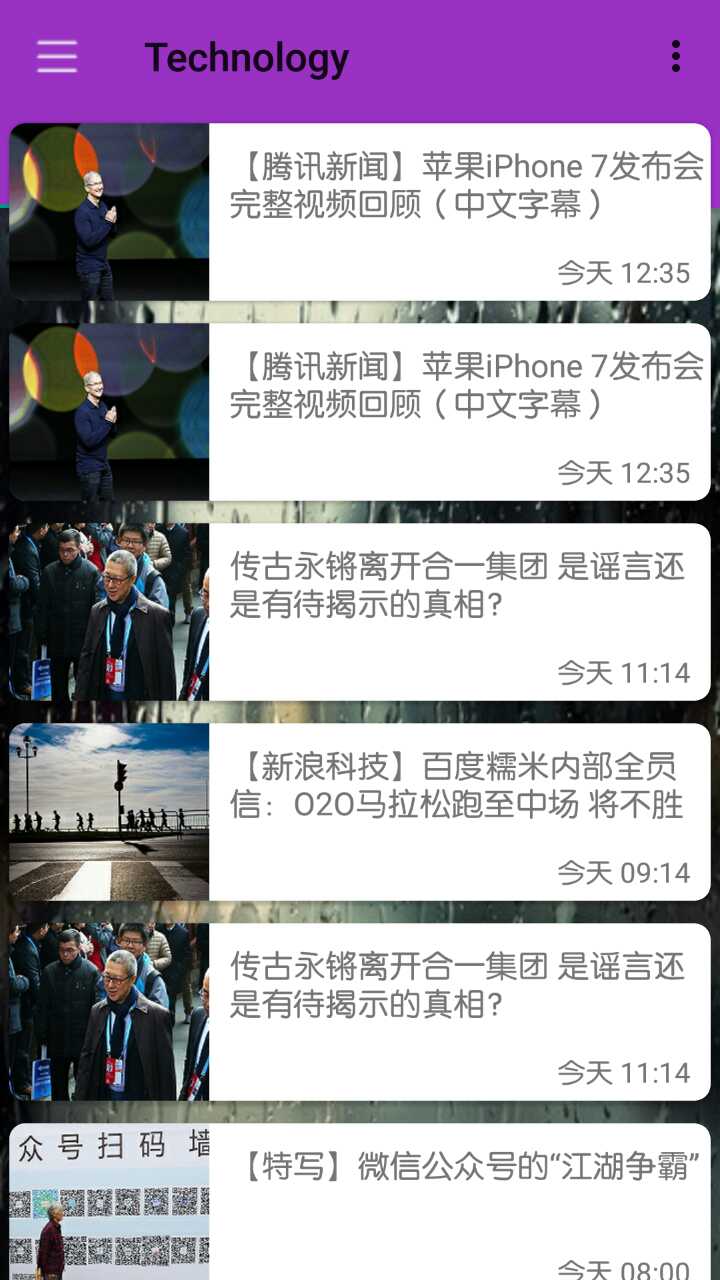 Technology
【腾讯新闻】苹果iPhone 7发布会
完整视频回顾（中文字幕）
今天 12:35
【腾讯新闻】苹果iPhone 7发布会
完整视频回顾（中文字幕）
今天 12:35
传古永锵离开合一集团 是谣言还
是有待揭示的真相?
今天 11:14
【新浪科技】百度糯米内部全员
信：O2O马拉松跑至中场 将不胜
今天 09:14
传古永锵离开合一集团 是谣言还
是有待揭示的真相?
今天 11:14
众号扫码 墙
【特写】微信公众号的“江湖争霸”
今天 08:00